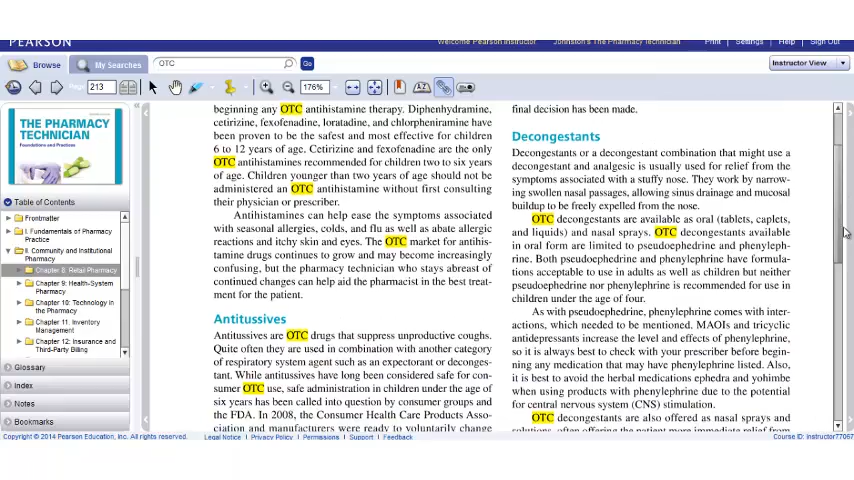 PEARSON
Welcome Pearson Instructor Johnston's The Pharmacy Technician Print Settings Help Sign Out
Browse My Searches OTC Go Instructor View
Page 213 176%
THE PHARMACY
TECHNICIAN
Foundations and Practices
Table of Contents
Frontmatter
I. Fundamentals of Pharmacy
Practice
II. Community and Institutional
Pharmacy
Chapter 8: Retail Pharmacy
Chapter 9: Health-System
Pharmacy
Chapter 10: Technology in
the Pharmacy
Chapter 11. Inventory
Management
Chapter 12: Insurance and
Third-Party Billing
Glossary
Index
Notes
Bookmarks
beginning any OTC antihistamine therapy. Diphenhydramine,
cetirizine, fexofenadine, loratadine, and chlorpheniramine have
been proven to be the safest and most effective for children
6 to 12 years of age. Cetirizine and fexofenadine are the only
OTC antihistamines recommended for children two to six years
of age. Children younger than two years of age should not be
administered an OTC antihistamine without first consulting
their physician or prescriber.
Antihistamines can help ease the symptoms associated
with seasonal allergies, colds, and flu as well as abate allergic
reactions and itchy skin and eyes. The OTC market for antihis-
tamine drugs continues to grow and may become increasingly
confusing, but the pharmacy technician who stays abreast of
continued changes can help aid the pharmacist in the best treat-
ment for the patient.
Antitussives
Antitussives are OTC drugs that suppress unproductive coughs.
Quite often they are used in combination with another category
of respiratory system agent such as an expectorant or deconges-
tant. While antitussives have long been considered safe for con-
sumer OTC use, safe administration in children under the age of
six years has been called into question by consumer groups and
the FDA. In 2008, the Consumer Health Care Products Asso-
ciation and manufacturers were ready to voluntarily change
final decision has been made.
Decongestants
Decongestants or a decongestant combination that might use a
decongestant and analgesic is usually used for relief from the
symptoms associated with a stuffy nose. They work by narrow-
ing swollen nasal passages, allowing sinus drainage and mucosal
buildup to be freely expelled from the nose.
OTC decongestants are available as oral (tablets, caplets,
and liquids) and nasal sprays. OTC decongestants available
in oral form are limited to pseudoephedrine and phenyleph-
rine. Both pseudoephedrine and phenylephrine have formula-
tions acceptable to use in adults as well as children but neither
pseudoephedrine nor phenylephrine is recommended for use in
children under the age of four.
As with pseudoephedrine, phenylephrine comes with inter-
actions, which needed to be mentioned. MAOIs and tricyclic
antidepressants increase the level and effects of phenylephrine,
so it is always best to check with your prescriber before begin-
ning any medication that may have phenylephrine listed. Also,
it is best to avoid the herbal medications ephedra and yohimbe
when using products with phenylephrine due to the potential
for central nervous system (CNS) stimulation.
OTC decongestants are also offered as nasal sprays and
solutions, often offering the patient more immediate relief from
Copyright © 2014 Pearson Education, Inc. All rights reserved. Legal Notice | Privacy Policy | Permissions | Support | Feedback Course ID: Instructor77067